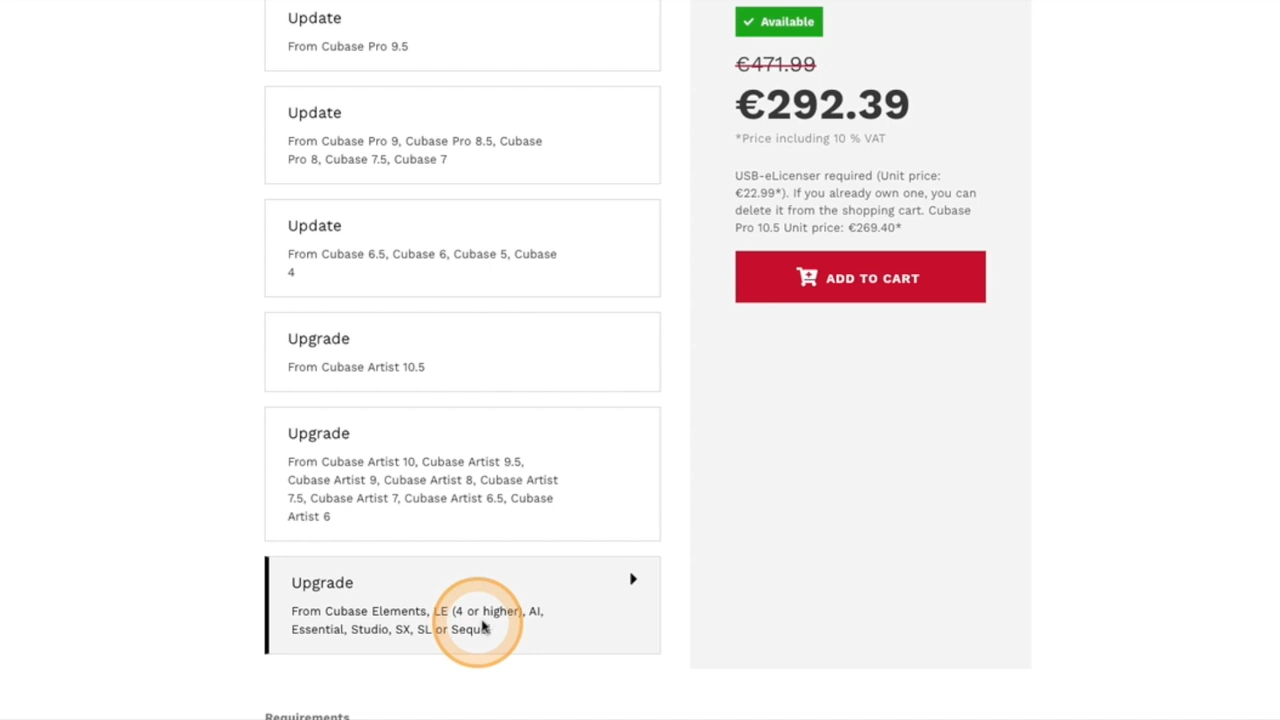 Update
From Cubase Pro 9.5
Update
From Cubase Pro 9, Cubase Pro 8.5, Cubase
Pro 8, Cubase 7.5, Cubase 7
Update
From Cubase 6.5, Cubase 6, Cubase 5, Cubase
4
Upgrade
From Cubase Artist 10.5
Upgrade
From Cubase Artist 10, Cubase Artist 9.5,
Cubase Artist 9, Cubase Artist 8, Cubase Artist
7.5, Cubase Artist 7, Cubase Artist 6.5, Cubase
Artist 6
Upgrade
From Cubase Elements, LE (4 or higher), AI,
Essential, Studio, SX, SL or
Requirements
Available
€471.99
€292.39
*Price including 10 % VAT
USB-eLicenser required (Unit price:
€22.99*). If you already own one, you can
delete it from the shopping cart. Cubase
Pro 10.5 Unit price: €269.40*
ADD TO CART